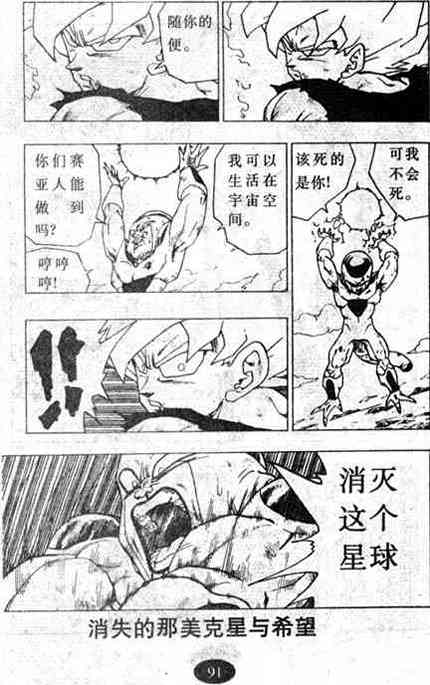 随你的
便。
可我
不会
死。
该死的
是你!
我可以
生活在
宇宙空
间。
你们赛
亚人能
做到
吗?
哼哼
哼!
消灭
这个
星球
消失的那美克星与希望
91